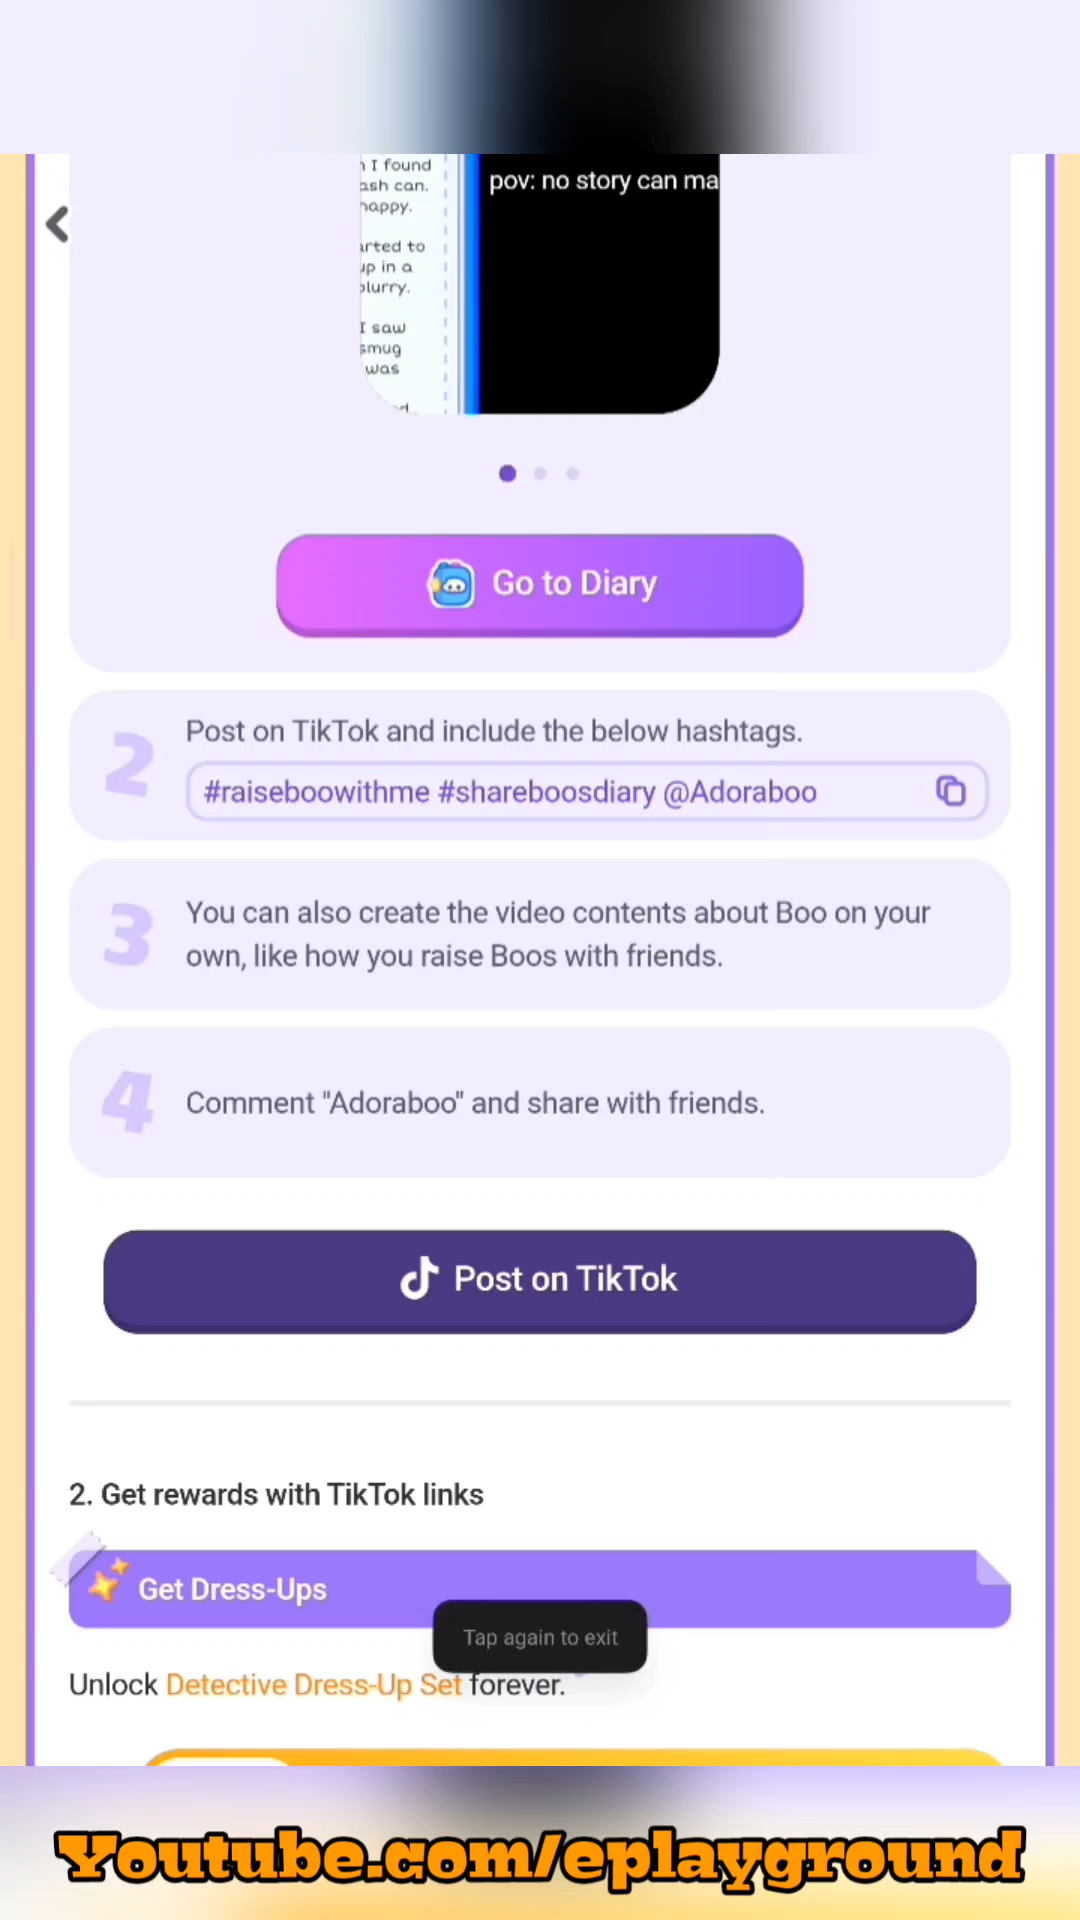 I found
ash can.
happy.
arted to
up in a
blurry.
I saw
smug
was
pov: no story can ma
Go to Diary
2
Post on TikTok and include the below hashtags.
#raiseboowithme #shareboosdiary @Adoraboo
3
You can also create the video contents about Boo on your
own, like how you raise Boos with friends.
4
Comment "Adoraboo" and share with friends.
Post on TikTok
2. Get rewards with TikTok links
Get Dress-Ups
Tap again to exit
Unlock Detective Dress-Up Set forever.
Youtube.com/eplayground